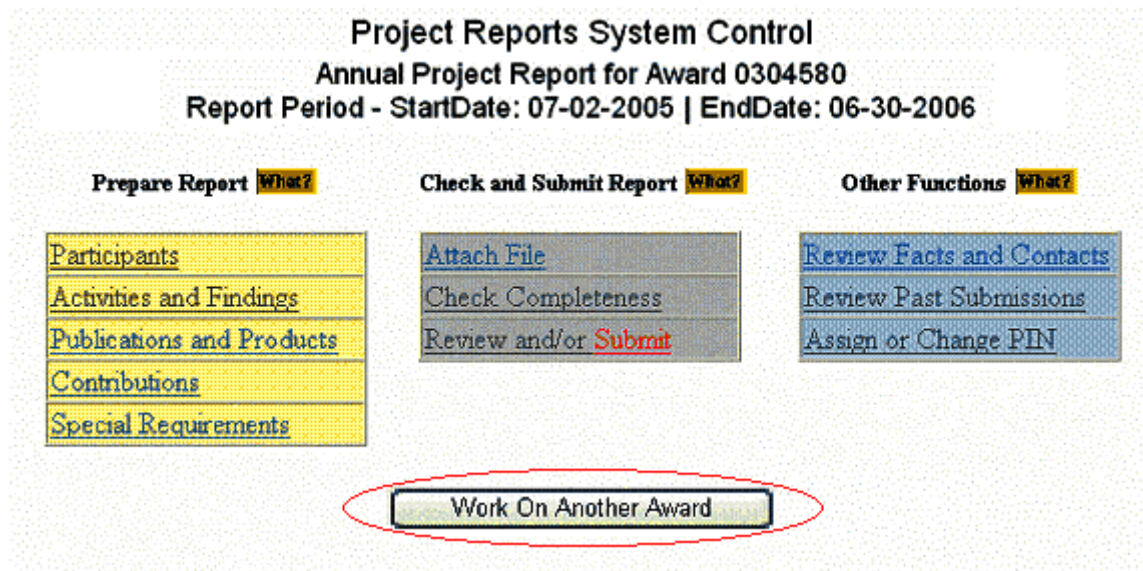 Project Reports System Control
Annual Project Report for Award 0304580
Report Period - StartDate: 07-02-2005 | EndDate: 06-30-2006
Prepare Report What?
Participants
Activities and Findings
Publications and Products
Contributions
Special Requirements
Check and Submit Report What?
Attach File
Check Completeness
Review and/or Submit
Other Functions What?
Review Facts and Contacts
Review Past Submissions
Assign or Change PIN
Work On Another Award